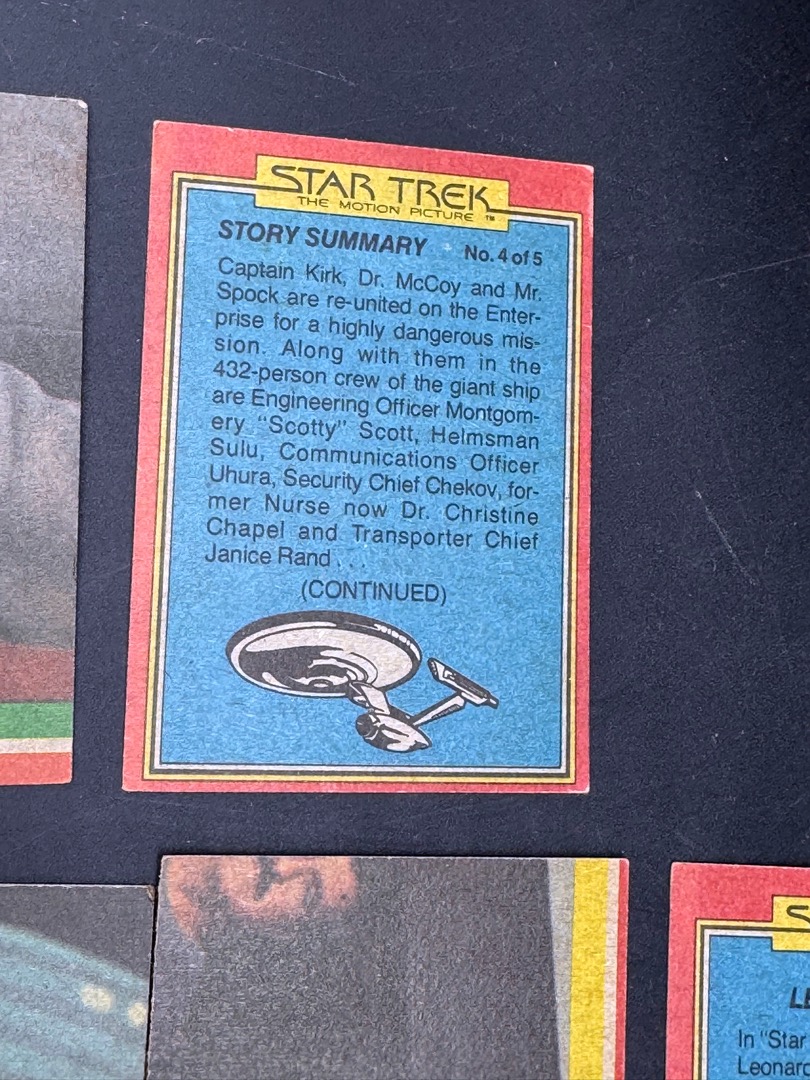 STAR TREK
THE MOTION PICTURE ™
STORY SUMMARY No. 4 of 5
Captain Kirk, Dr. McCoy and Mr.
Spock are re-united on the Enter-
prise for a highly dangerous mis-
sion. Along with them in the
432-person crew of the giant ship
are Engineering Officer Montgom-
ery "Scotty" Scott, Helmsman
Sulu, Communications Officer
Uhura, Security Chief Chekov, for-
mer Nurse now Dr. Christine
Chapel and Transporter Chief
Janice Rand . . .
(CONTINUED)
In "Star